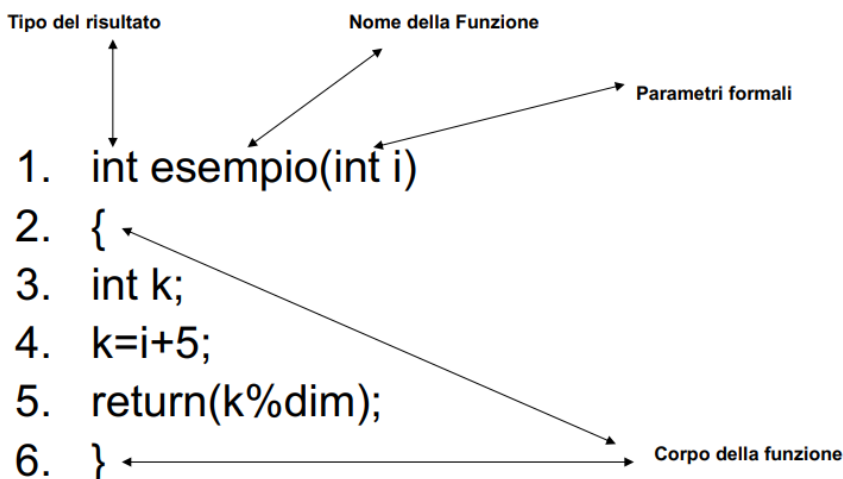 Tipo del risultato
Nome della Funzione
Parametri formali
1. int esempio(int i)
2. {
3. int k;
4. k=i+5;
5. return(k%dim);
6. }
Corpo della funzione